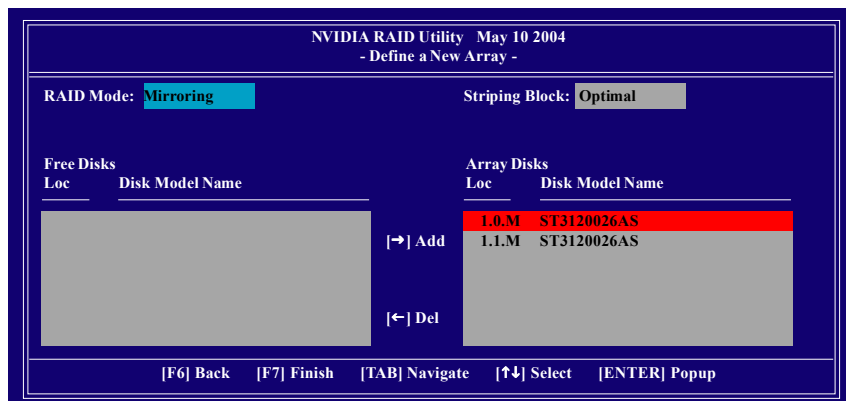 NVIDIA RAID Utility May 10 2004
- Define a New Array -
RAID Mode: Mirroring
Striping Block: Optimal
Free Disks
Loc Disk Model Name
Array Disks
Loc Disk Model Name
[→] Add
[←] Del
1.0.M ST3120026AS
1.1.M ST3120026AS
[F6] Back [F7] Finish [TAB] Navigate [↑↓] Select [ENTER] Popup